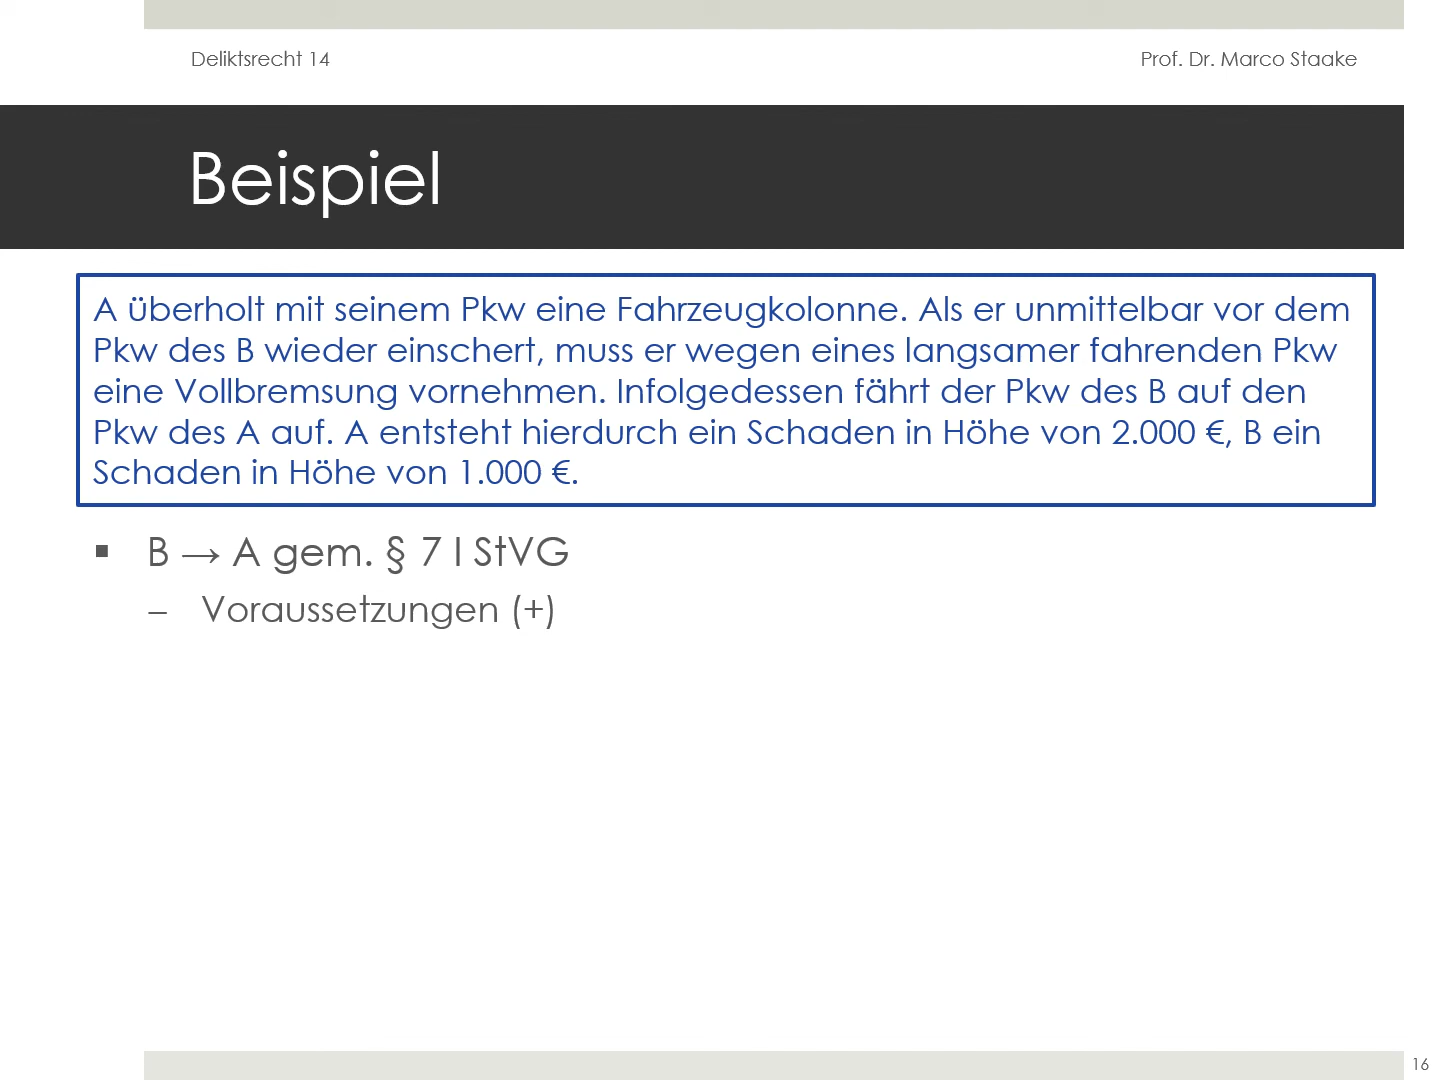 Deliktsrecht 14
Prof. Dr. Marco Staake
Beispiel
A überholt mit seinem Pkw eine Fahrzeugkolonne. Als er unmittelbar vor dem
Pkw des B wieder einschert, muss er wegen eines langsamer fahrenden Pkw
eine Vollbremsung vornehmen. Infolgedessen fährt der Pkw des B auf den
Pkw des A auf. A entsteht hierdurch ein Schaden in Höhe von 2.000 €, B ein
Schaden in Höhe von 1.000 €.
▪ B → A gem. § 7 I StVG
– Voraussetzungen (+)
16